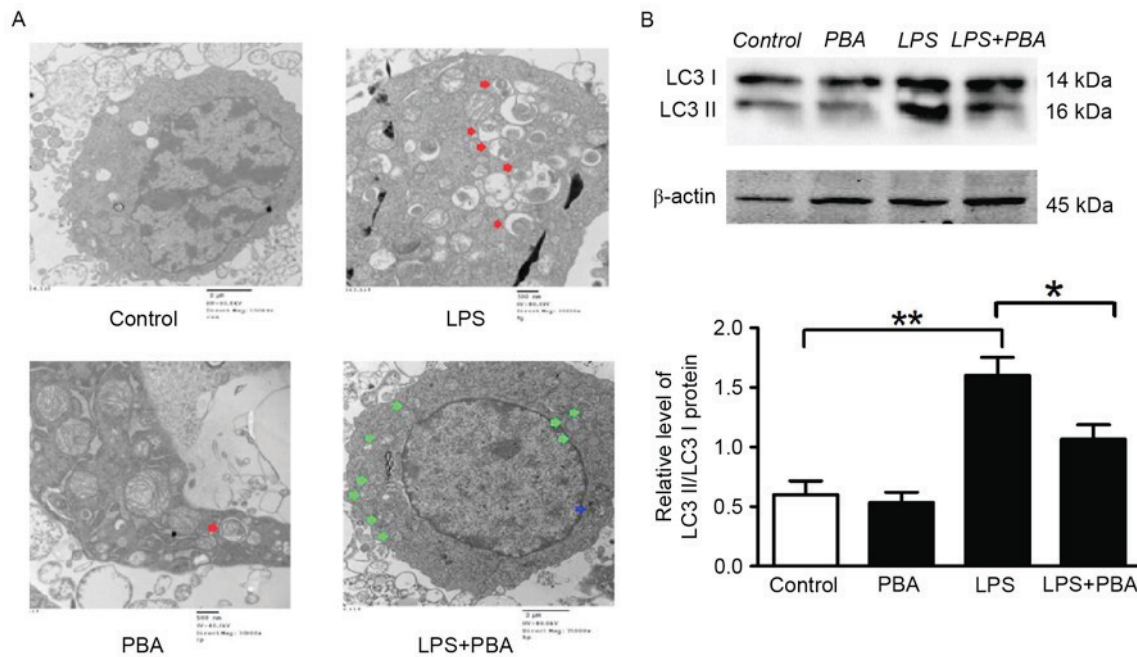 A
Control
LPS
PBA
LPS+PBA
B
Control PBA LPS LPS+PBA
LC3 I 14 kDa
LC3 II 16 kDa
β-actin 45 kDa
Relative level of
LC3 II/LC3 I protein
2.0
1.5
1.0
0.5
0.0
**
*
Control PBA LPS LPS+PBA